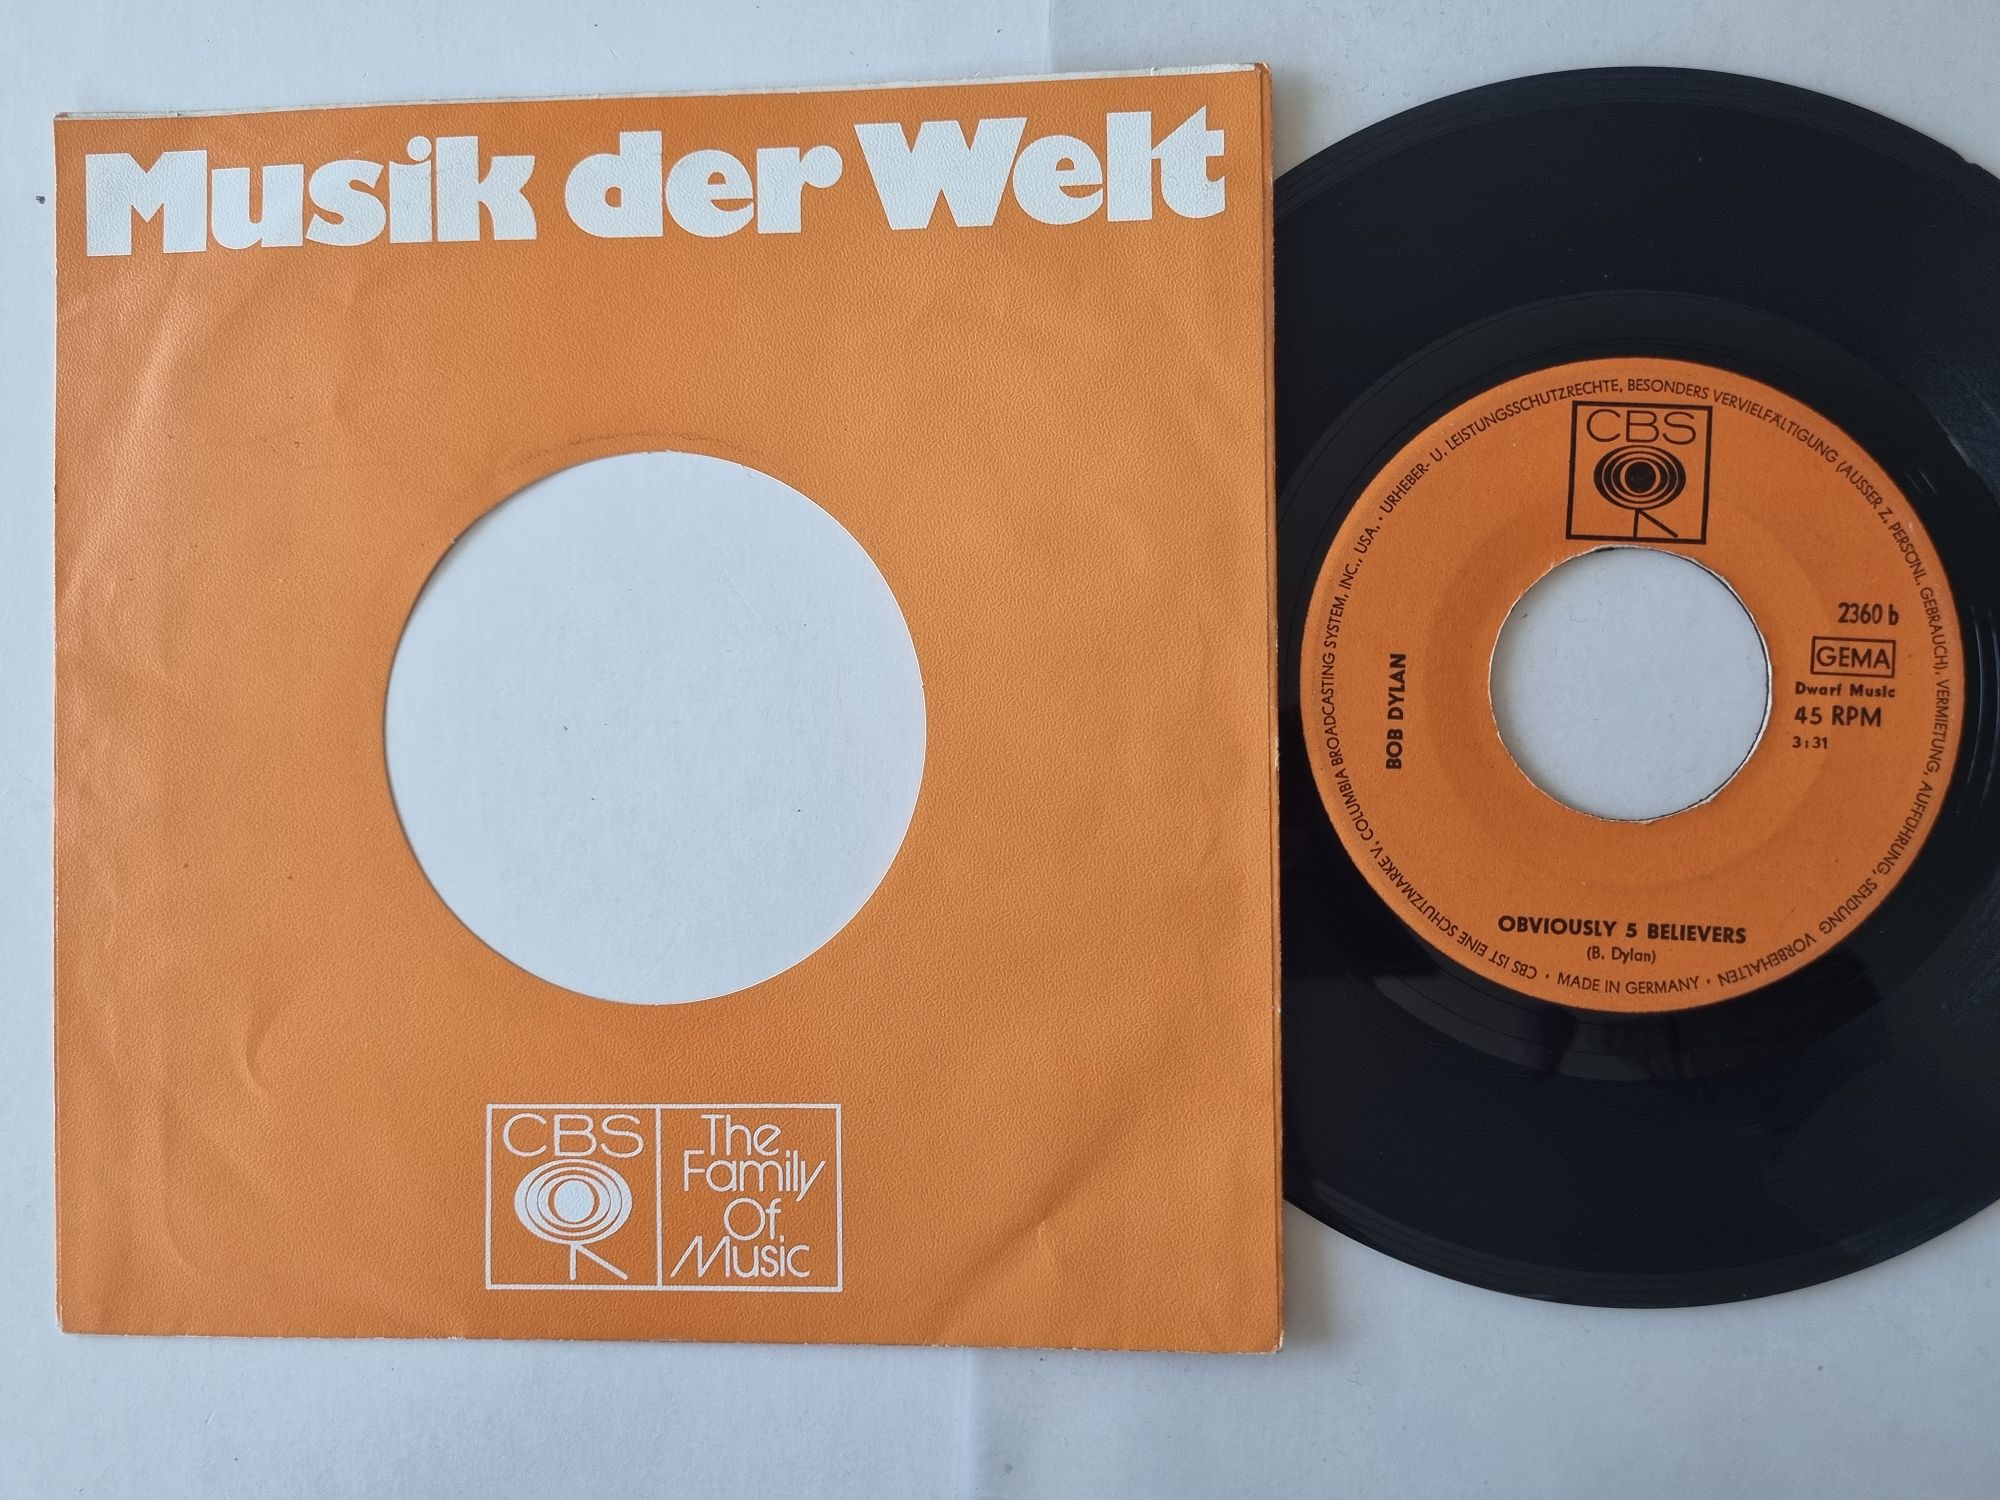 Musik der Welt
CBS
The
Family
Of
Music
CBS
URHEBER- U. LEISTUNGSSCHUTZRECHTE, BESONDERS VERVIELFÄLTIGUNG (AUSSER Z. PERSÖNL. GEBRAUCH), VERMIETUNG, AUFFÜHRUNG, SENDUNG VORBEHALTEN • MADE IN GERMANY • CBS IST EINE SCHUTZMARKE V. COLUMBIA BROADCASTING SYSTEM, INC., USA. •
2360 b
GEMA
Dwarf Music
45 RPM
3:31
BOB DYLAN
OBVIOUSLY 5 BELIEVERS
(B. Dylan)